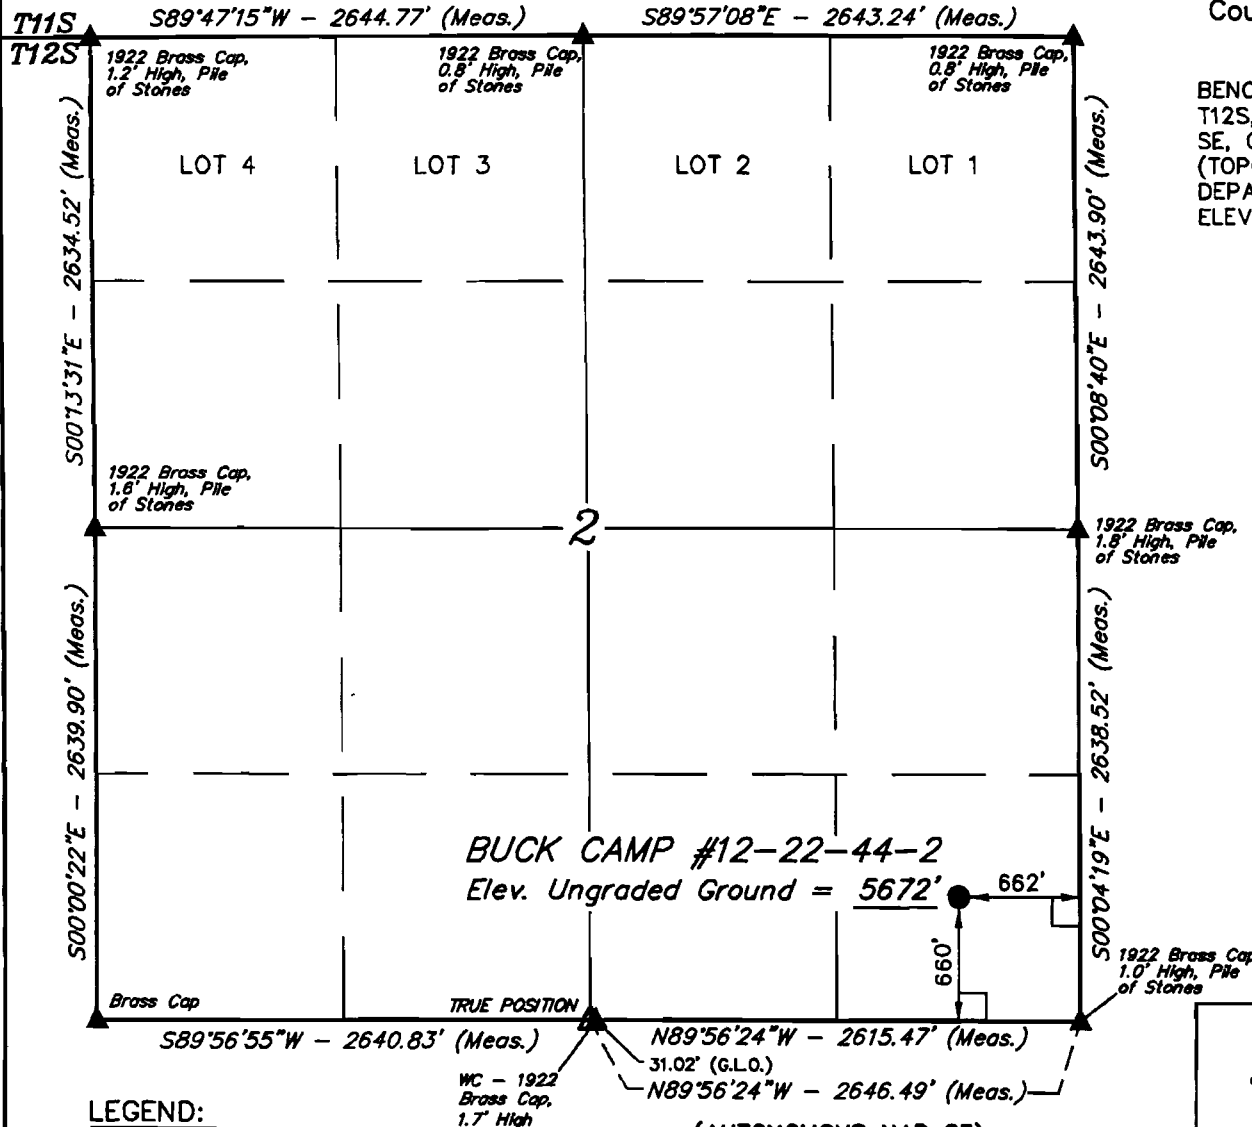 T11S
T12S
S89°47'15"W - 2644.77' (Meas.)
S89°57'08"E - 2643.24' (Meas.)
Cou
1922 Brass Cap,
1.2' High, Pile
of Stones
1922 Brass Cap,
0.8' High, Pile
of Stones
1922 Brass Cap,
0.8' High, Pile
of Stones
BENC
T12S,
SE,
(TOP
DEPA
ELEV
LOT 4
LOT 3
LOT 2
LOT 1
S00°13'31"E - 2634.52' (Meas.)
S00°08'40"E - 2643.90' (Meas.)
1922 Brass Cap,
1.6' High, Pile
of Stones
2
1922 Brass Cap,
1.8' High, Pile
of Stones
S00°00'22"E - 2639.90' (Meas.)
S00°04'19"E - 2638.52' (Meas.)
BUCK CAMP #12-22-44-2
Elev. Ungraded Ground = 5672'
662'
660'
1922 Brass Cap
1.0' High, Pile
of Stones
Brass Cap
TRUE POSITION
S89°56'55"W - 2640.83' (Meas.)
N89°56'24"W - 2615.47' (Meas.)
31.02' (G.L.O.)
N89°56'24"W - 2646.49' (Meas.)
WC - 1922
Brass Cap,
1.7' High
LEGEND: